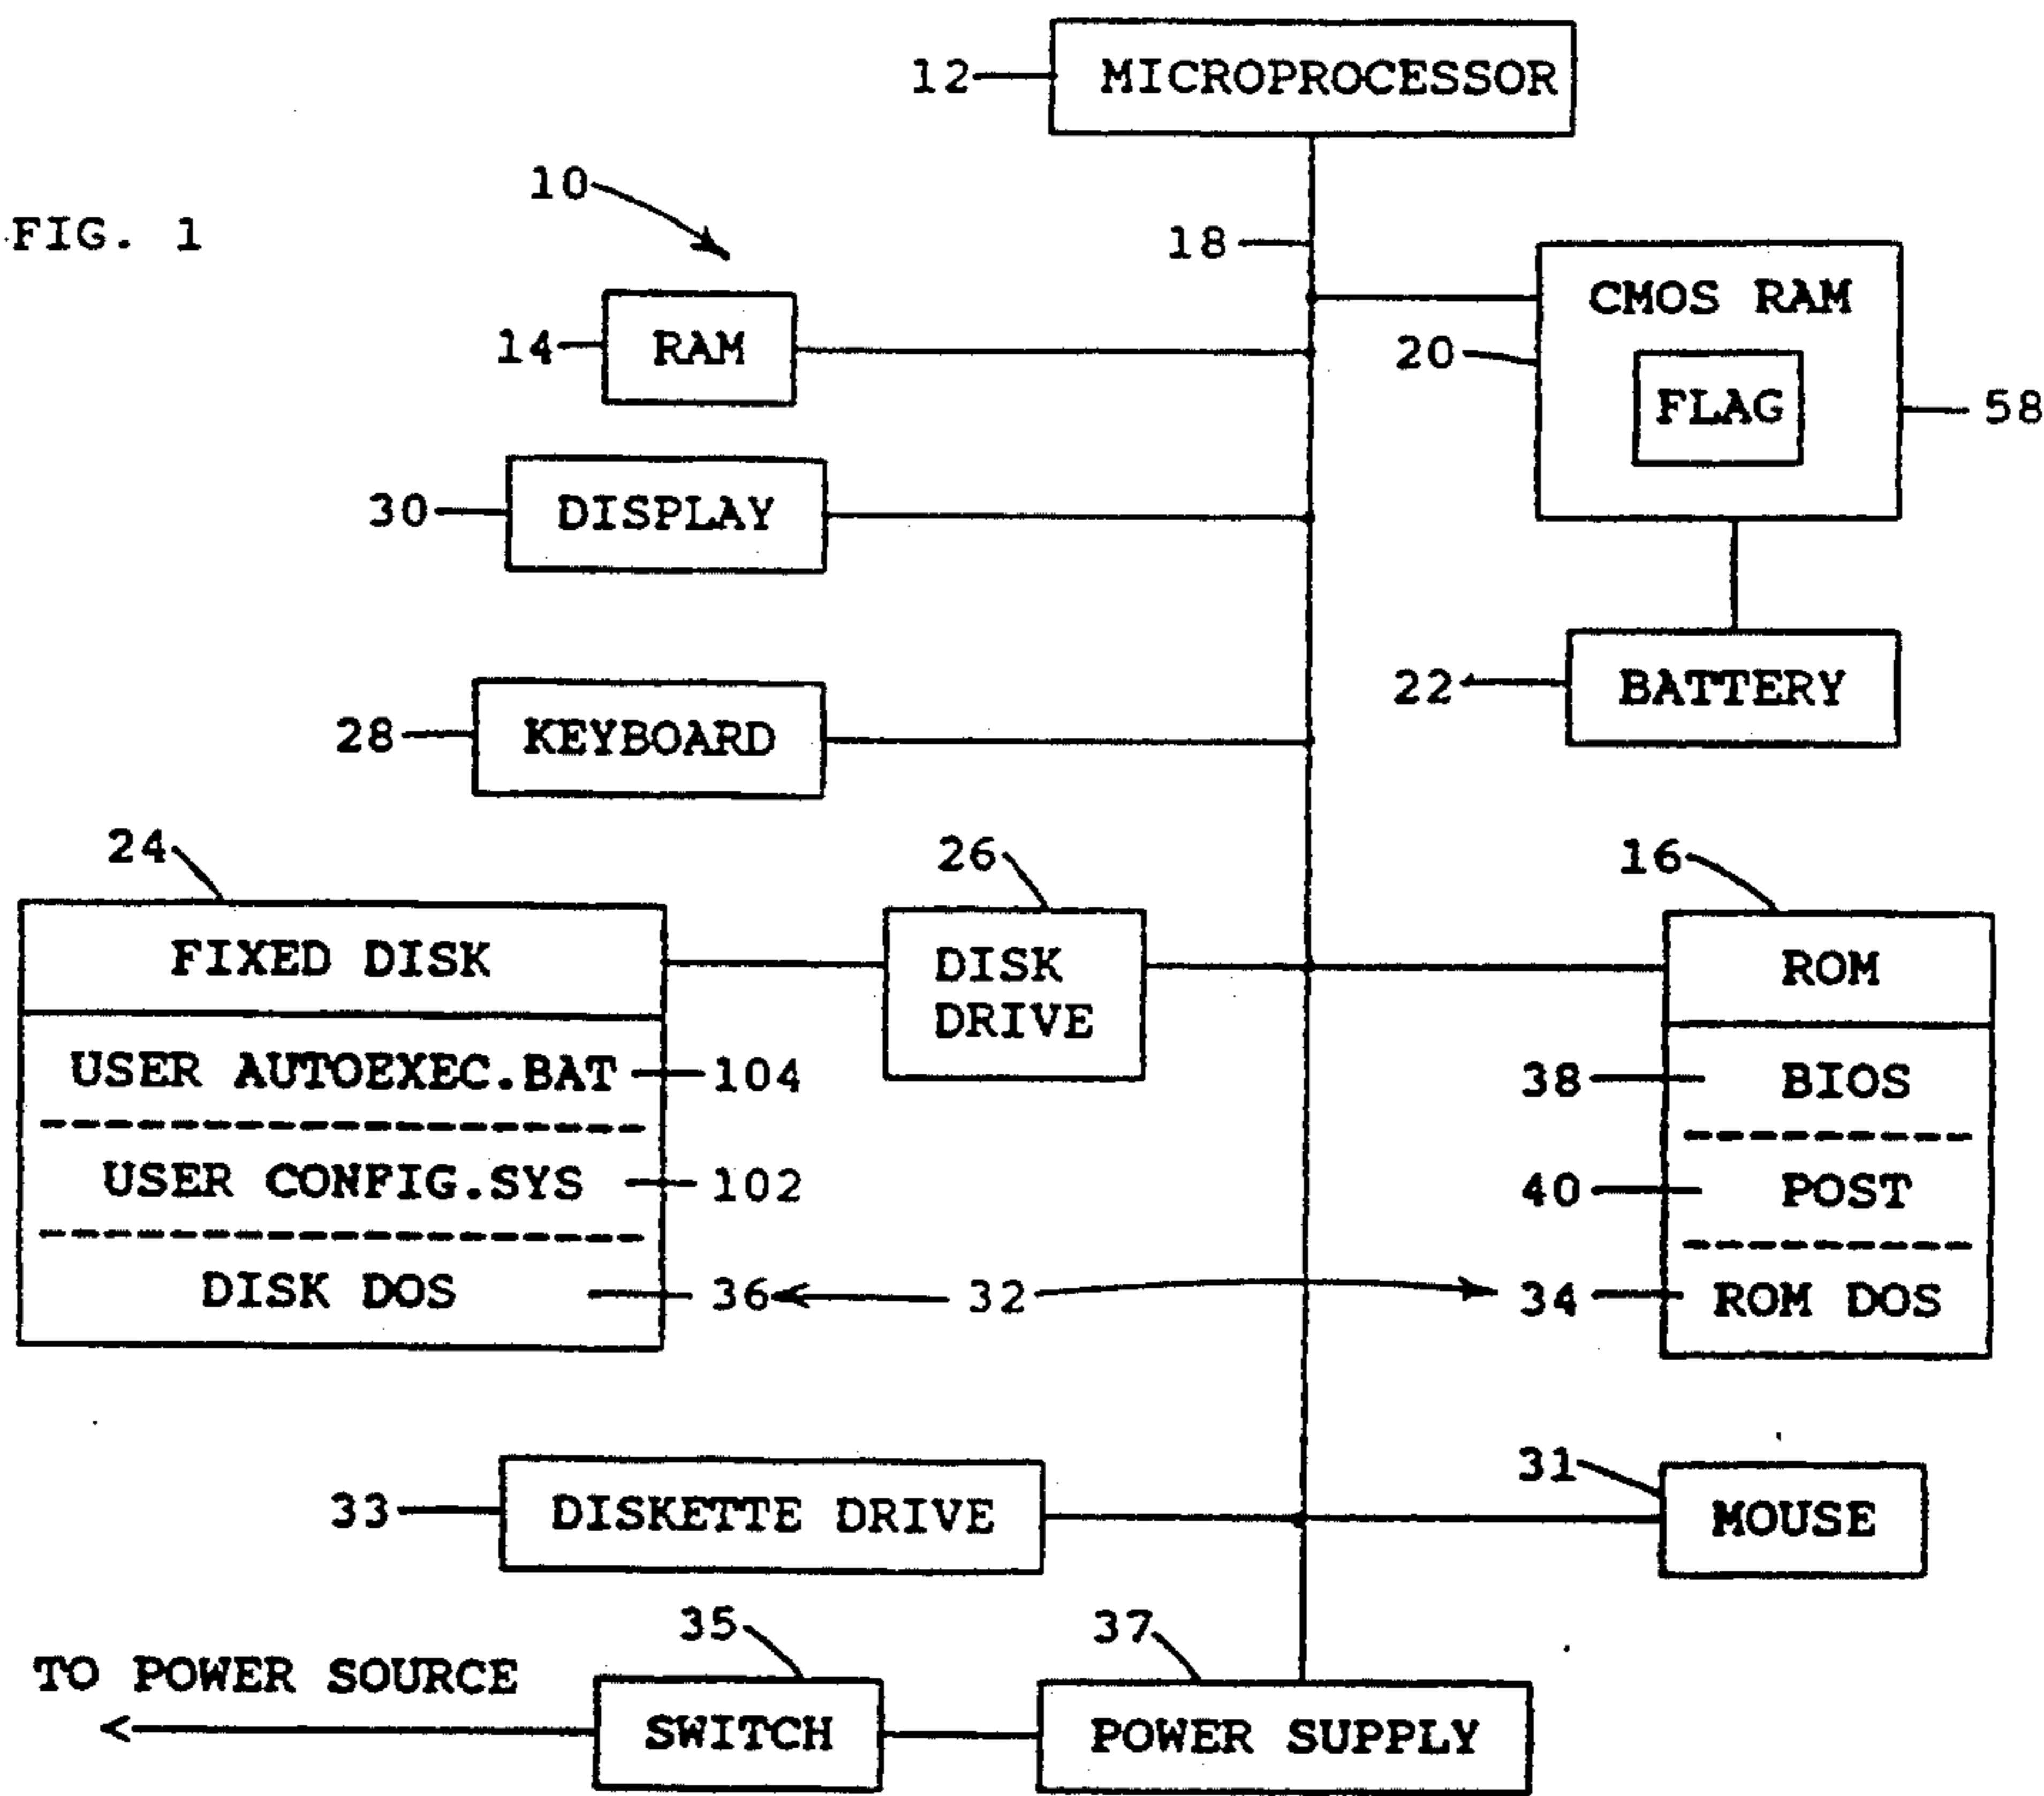 12 MICROPROCESSOR
10
FIG. 1
18
CMOS RAM
14 RAM
20
FLAG
58
30 DISPLAY
22 BATTERY
28 KEYBOARD
24
26
16
FIXED DISK
DISK
DRIVE
ROM
USER AUTOEXEC.BAT 104
38 BIOS
USER CONFIG.SYS 102
40 POST
DISK DOS 36 32 34 ROM DOS
31
33 DISKETTE DRIVE
MOUSE
35
37
TO POWER SOURCE
SWITCH
POWER SUPPLY